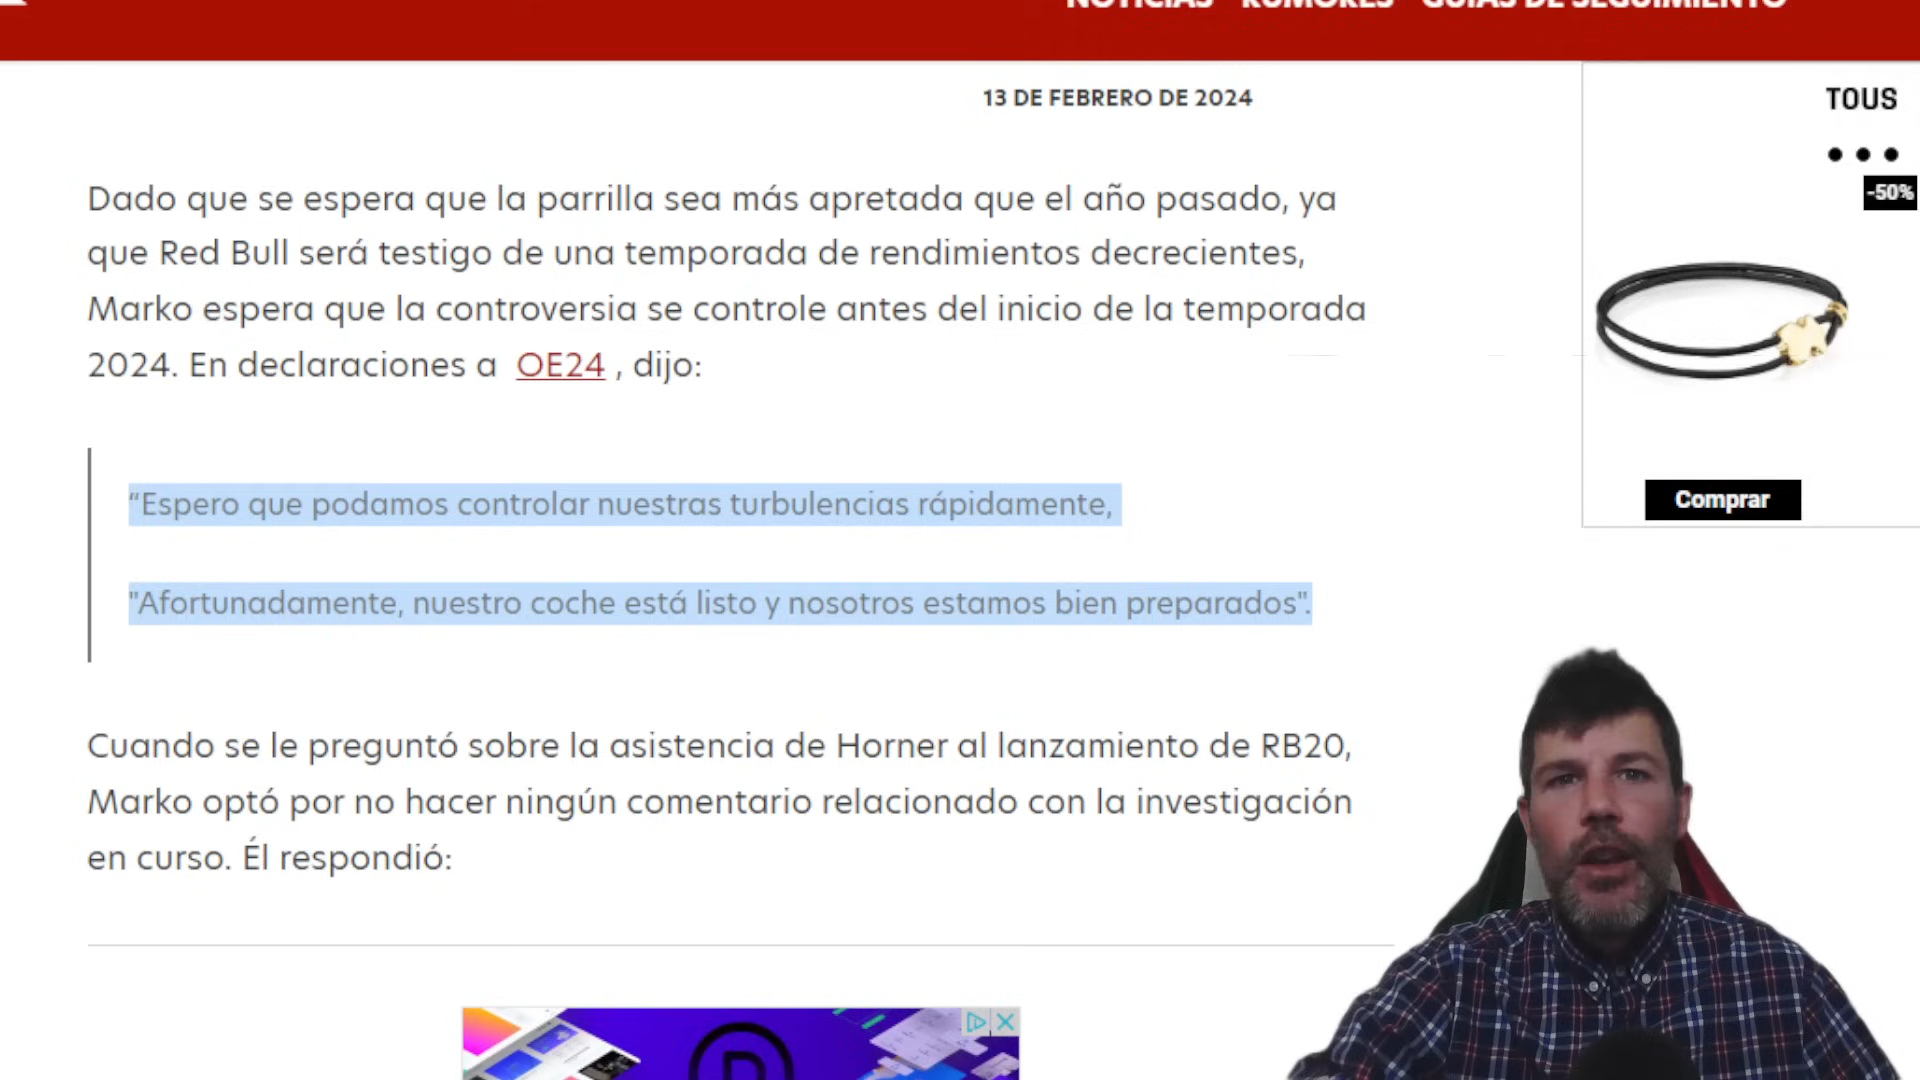 NOTICIAS RUMORES GUÍAS DE SEGUIMIENTO
13 DE FEBRERO DE 2024
TOUS
-50%
Dado que se espera que la parrilla sea más apretada que el año pasado, ya
que Red Bull será testigo de una temporada de rendimientos decrecientes,
Marko espera que la controversia se controle antes del inicio de la temporada
2024. En declaraciones a OE24 , dijo:
“Espero que podamos controlar nuestras turbulencias rápidamente,
Comprar
"Afortunadamente, nuestro coche está listo y nosotros estamos bien preparados".
Cuando se le preguntó sobre la asistencia de Horner al lanzamiento de RB20,
Marko optó por no hacer ningún comentario relacionado con la investigación
en curso. Él respondió: